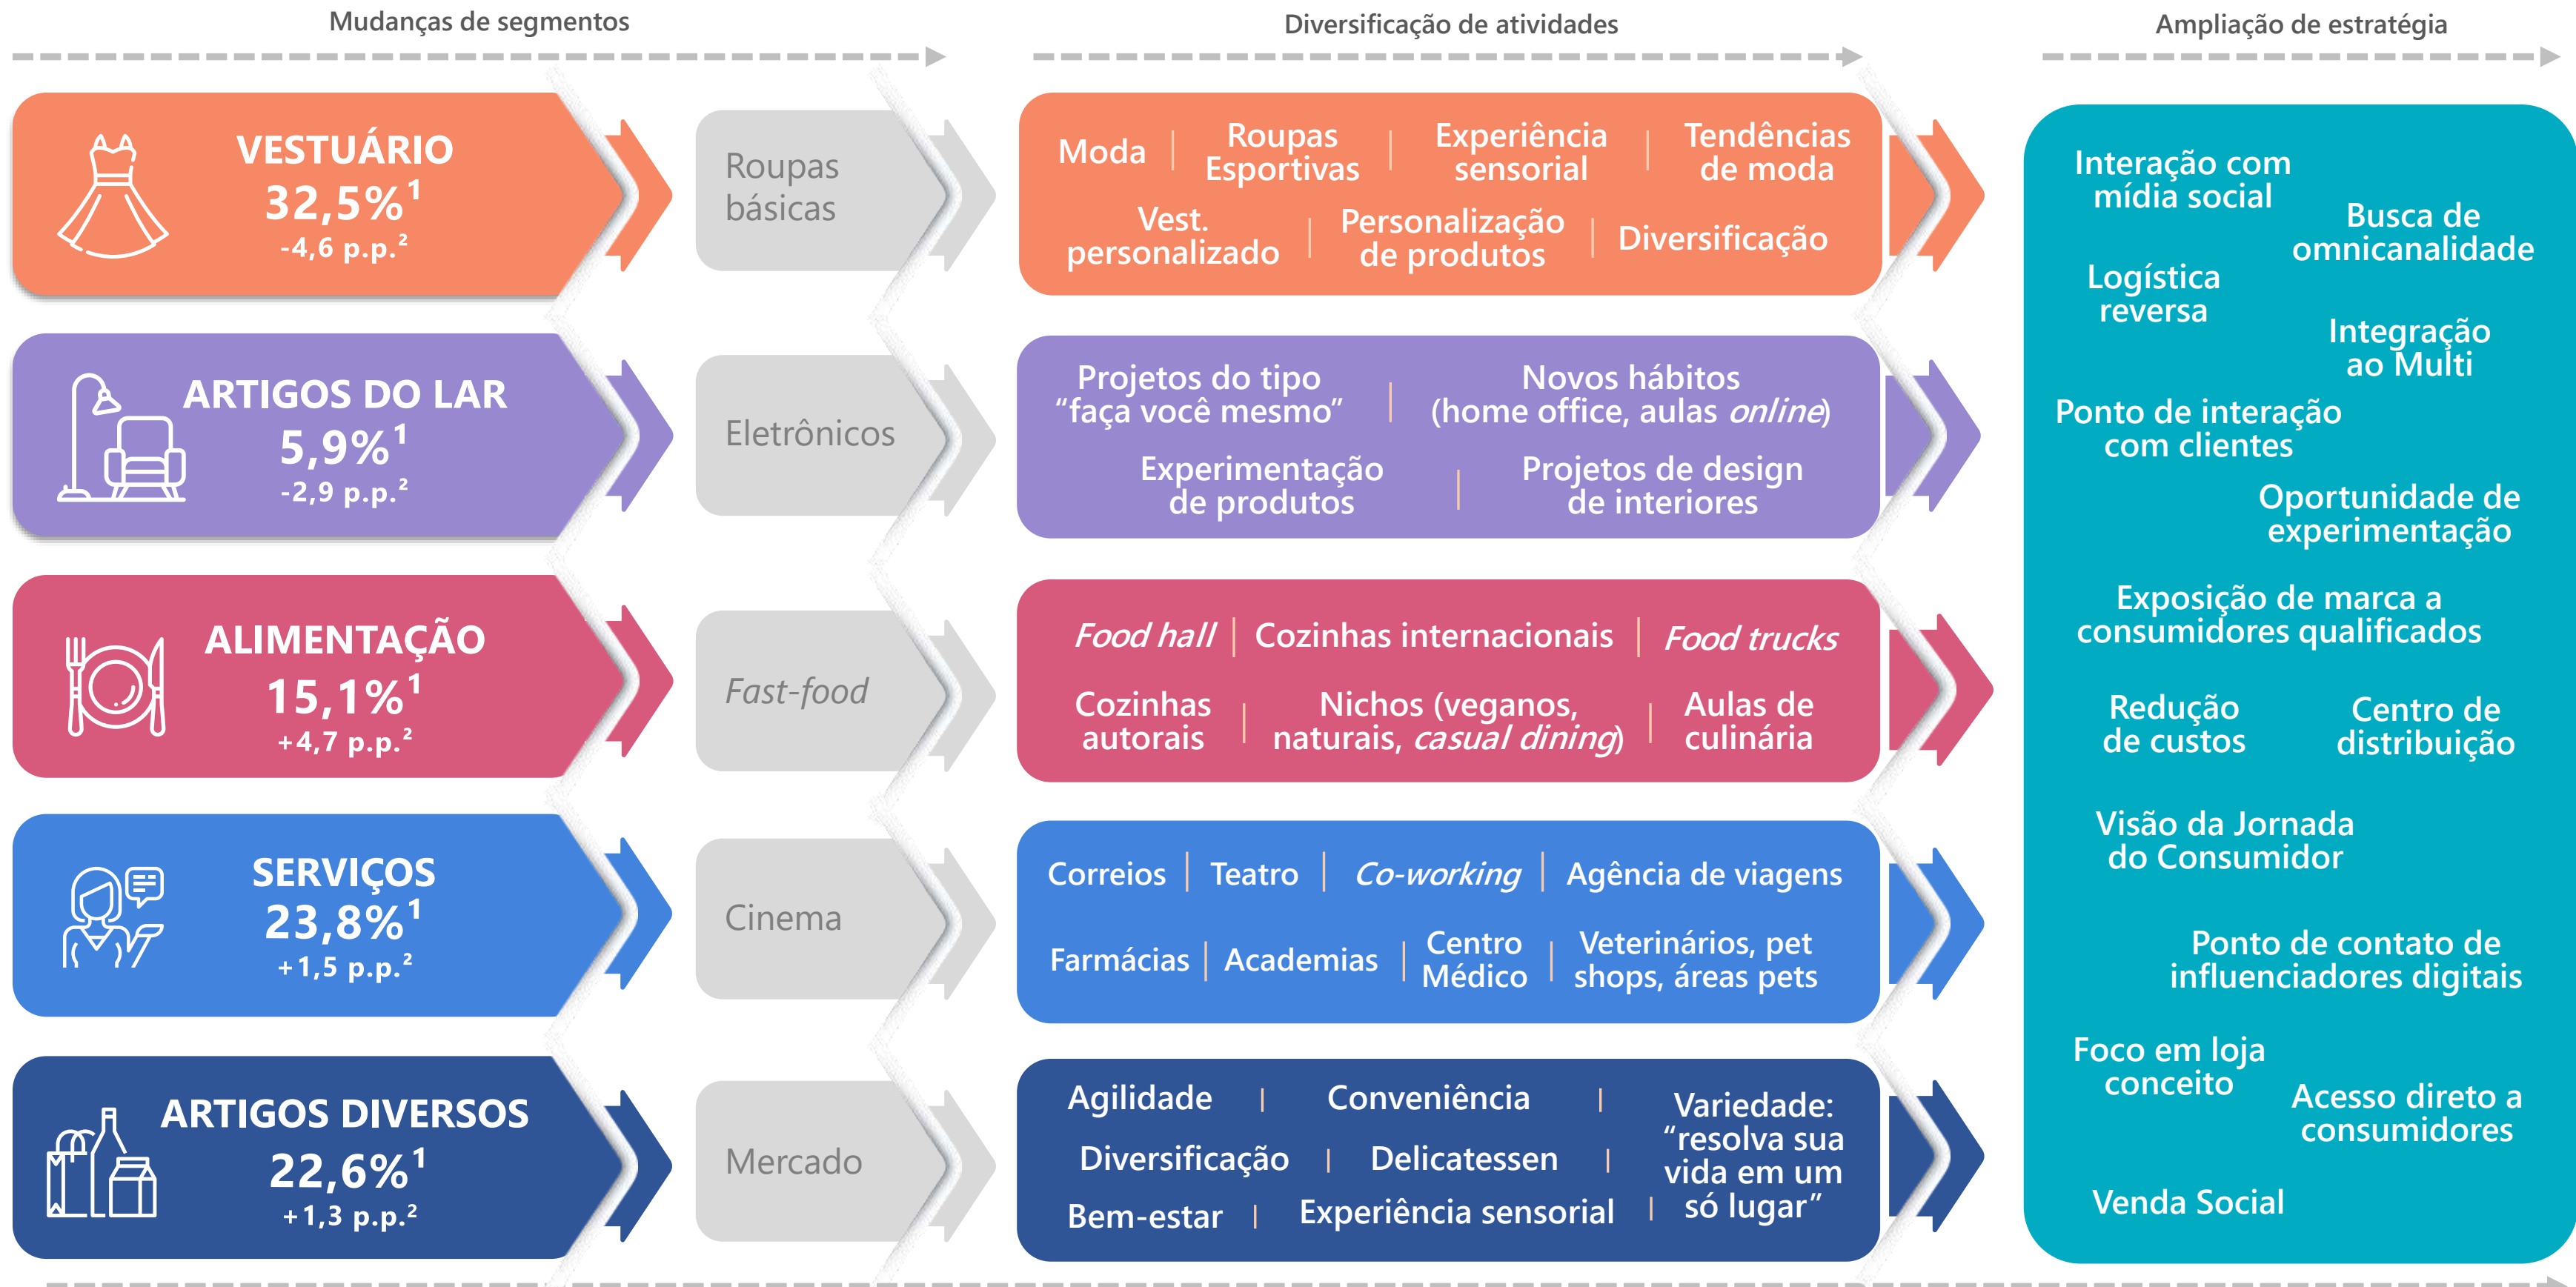 Mudanças de segmentos
Diversificação de atividades
Ampliação de estratégia
VESTUÁRIO
32,5%¹
-4,6 p.p.²
Roupas
básicas
Moda | Roupas
Esportivas | Experiência
sensorial | Tendências
de moda
Vest.
personalizado | Personalização
de produtos | Diversificação
ARTIGOS DO LAR
5,9%¹
-2,9 p.p.²
Eletrônicos
Projetos do tipo
“faça você mesmo” | Novos hábitos
(home office, aulas online)
Experimentação
de produtos | Projetos de design
de interiores
ALIMENTAÇÃO
15,1%¹
+4,7 p.p.²
Fast-food
Food hall | Cozinhas internacionais | Food trucks
Cozinhas
autorais | Nichos (veganos,
naturais, casual dining) | Aulas de
culinária
SERVIÇOS
23,8%¹
+1,5 p.p.²
Cinema
Correios | Teatro | Co-working | Agência de viagens
Farmácias | Academias | Centro
Médico | Veterinários, pet
shops, áreas pets
ARTIGOS DIVERSOS
22,6%¹
+1,3 p.p.²
Mercado
Agilidade | Conveniência |
Diversificação | Delicatessen |
Bem-estar | Experiência sensorial |
Variedade:
“resolva sua
vida em um
só lugar”
Interação com
mídia social
Busca de
omnicanalidade
Logística
reversa
Integração
ao Multi
Ponto de interação
com clientes
Oportunidade de
experimentação
Exposição de marca a
consumidores qualificados
Redução
de custos
Centro de
distribuição
Visão da Jornada
do Consumidor
Ponto de contato de
influenciadores digitais
Foco em loja
conceito
Acesso direto a
consumidores
Venda Social